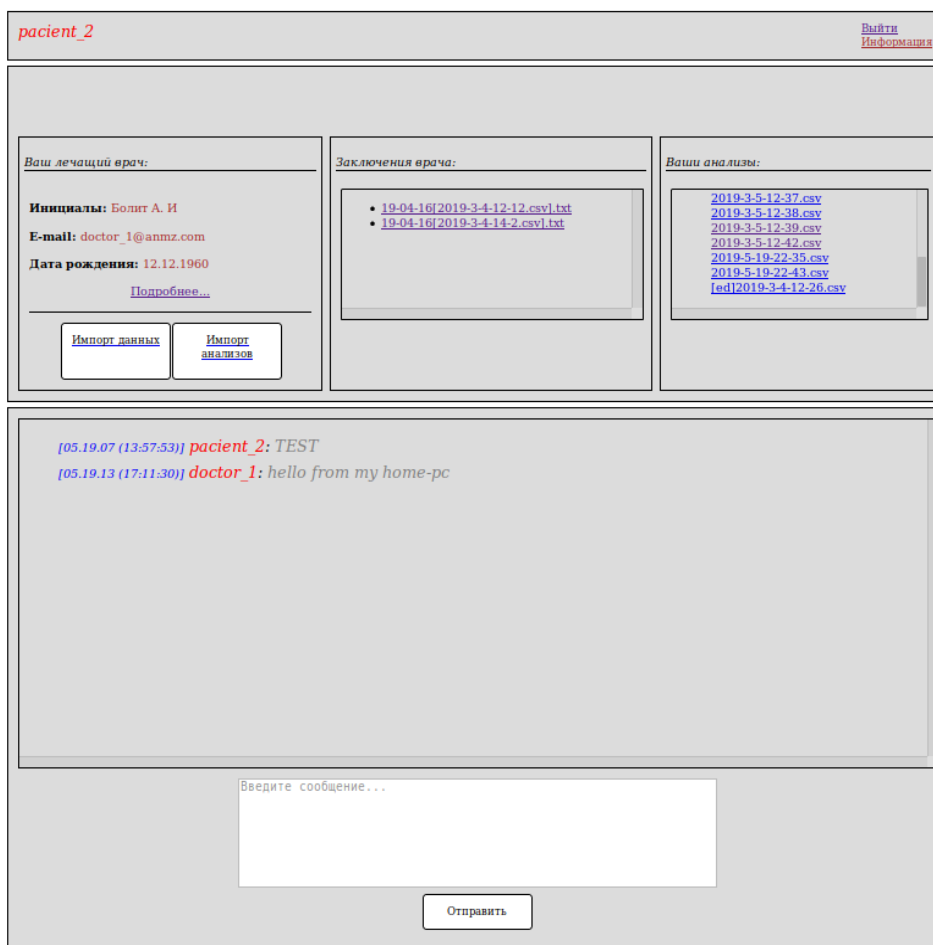 pacient_2
Выйти
Информация
Ваш лечащий врач:
Инициалы: Болит А. И
E-mail: doctor_1@anmz.com
Дата рождения: 12.12.1960
Подробнее...
Импорт данных
Импорт
анализов
Заключения врача:
19-04-16[2019-3-4-12-12.csv].txt
19-04-16[2019-3-4-14-2.csv].txt
Ваши анализы:
2019-3-5-12-37.csv
2019-3-5-12-38.csv
2019-3-5-12-39.csv
2019-3-5-12-42.csv
2019-5-19-22-35.csv
2019-5-19-22-43.csv
[ed]2019-3-4-12-26.csv
[05.19.07 (13:57:53)] pacient_2: TEST
[05.19.13 (17:11:30)] doctor_1: hello from my home-pc
Введите сообщение...
Отправить